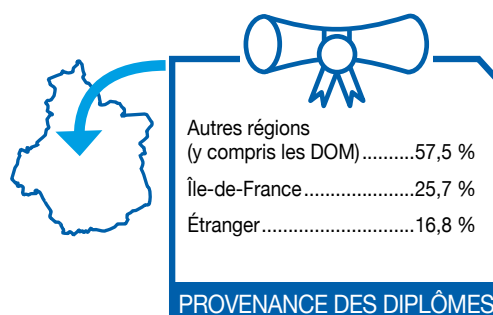 Autres régions
(y compris les DOM)..........57,5 %
Île-de-France.....................25,7 %
Étranger.............................16,8 %
PROVENANCE DES DIPLÔMES